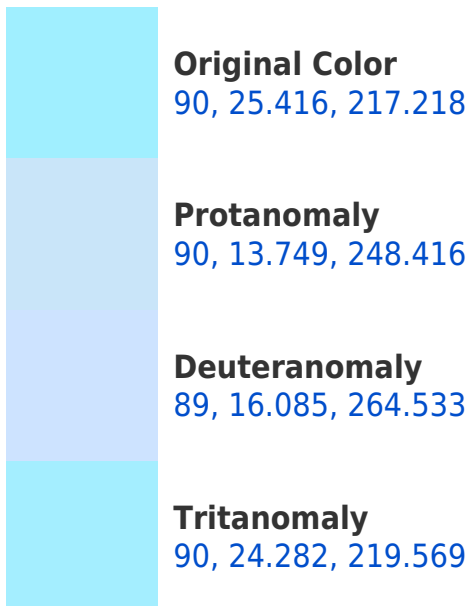 Original Color
90, 25.416, 217.218
Protanomaly
90, 13.749, 248.416
Deuteranomaly
89, 16.085, 264.533
Tritanomaly
90, 24.282, 219.569